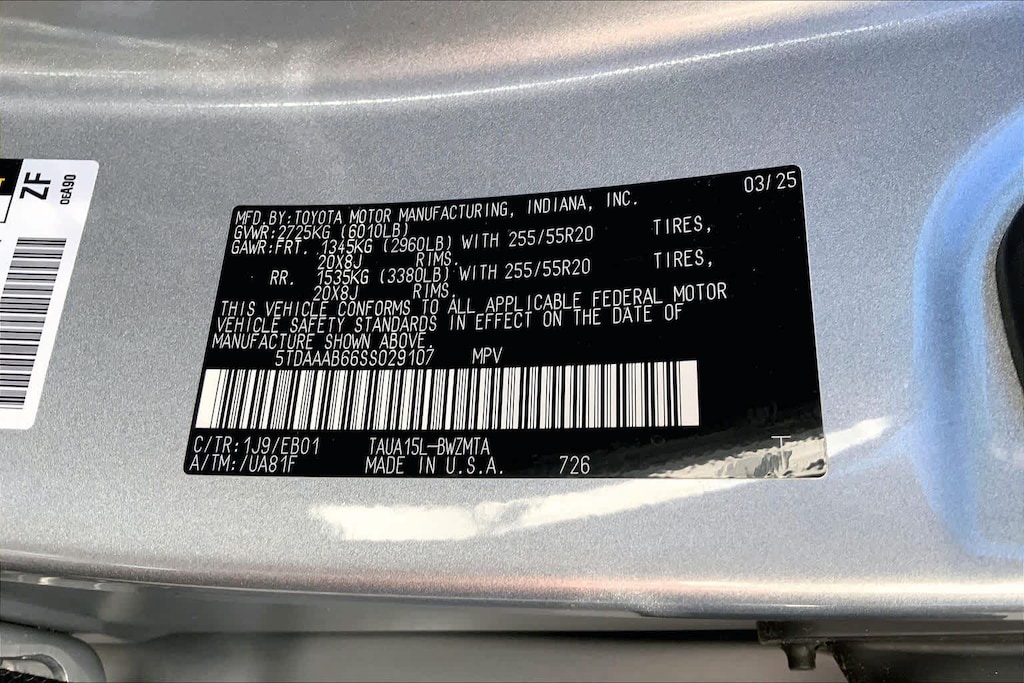 ZF
0EA90
03/25
MFD.BY:TOYOTA MOTOR MANUFACTURING, INDIANA, INC.
GVWR:2725KG (6010LB)
GAWR:FRT. 1345KG (2960LB) WITH 255/55R20 TIRES,
20X8J RIMS.
RR. 1535KG (3380LB) WITH 255/55R20 TIRES,
20X8J RIMS.
THIS VEHICLE CONFORMS TO ALL APPLICABLE FEDERAL MOTOR
VEHICLE SAFETY STANDARDS IN EFFECT ON THE DATE OF
MANUFACTURE SHOWN ABOVE.
5TDAAAB66SS029107 MPV
C/TR:1J9/EB01 TAUA15L-BWZMTA T
A/TM:/UA81F MADE IN U.S.A. 726